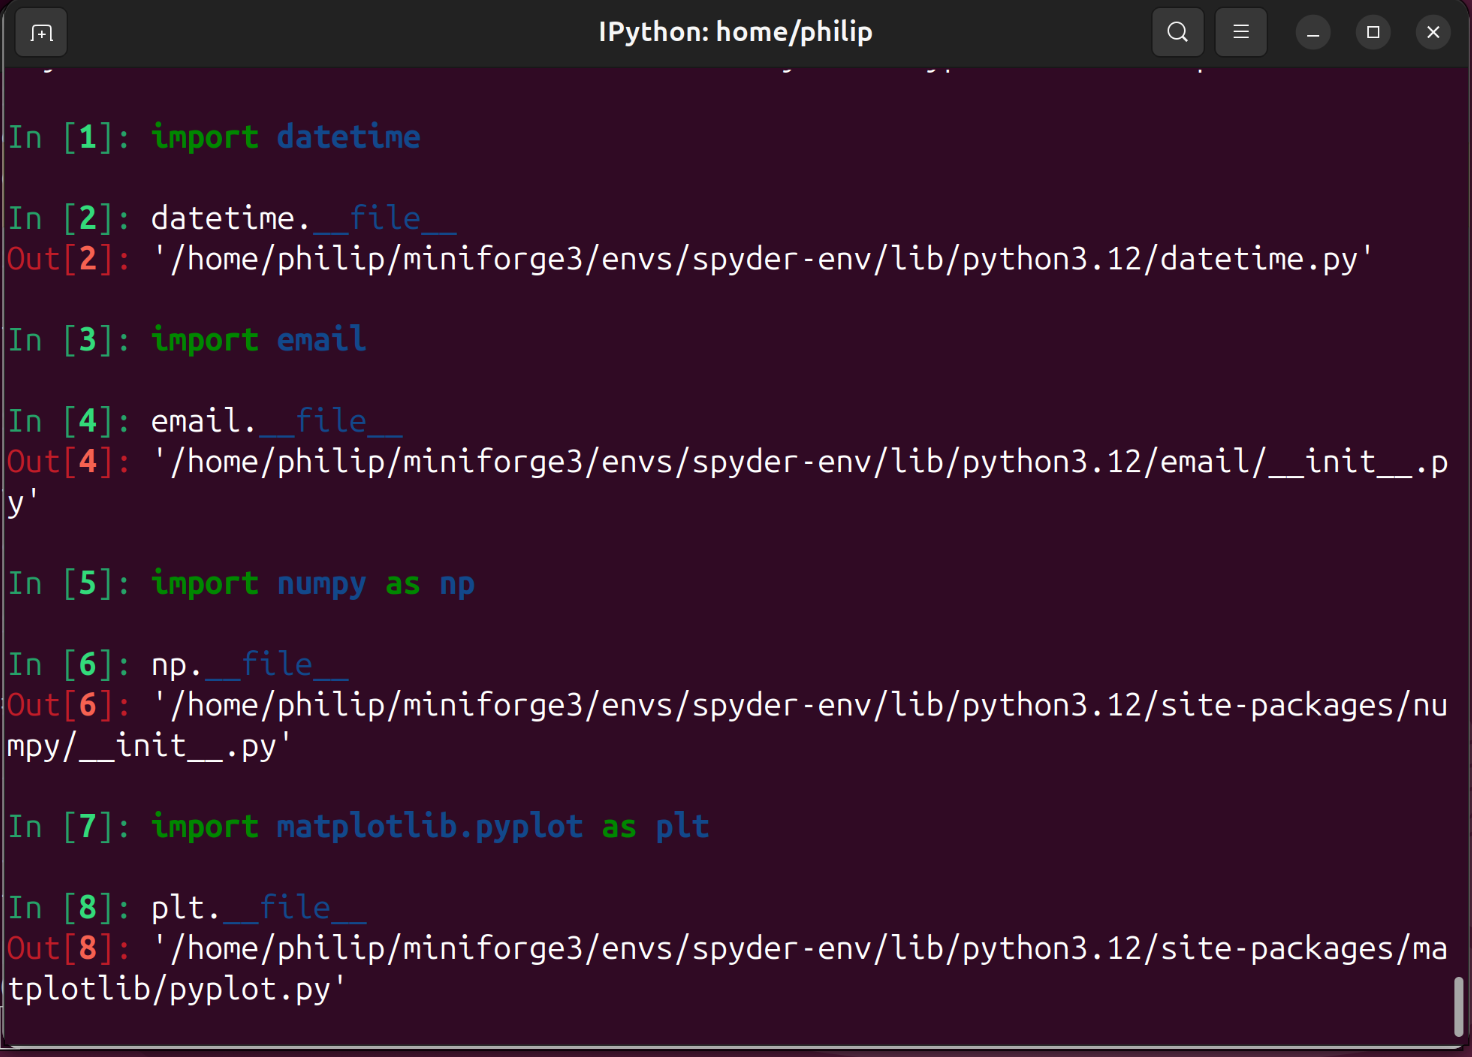 IPython: home/philip
In [1]: import datetime
In [2]: datetime.__file__
Out[2]: '/home/philip/miniforge3/envs/spyder-env/lib/python3.12/datetime.py'
In [3]: import email
In [4]: email.__file__
Out[4]: '/home/philip/miniforge3/envs/spyder-env/lib/python3.12/email/__init__.p
y'
In [5]: import numpy as np
In [6]: np.__file__
Out[6]: '/home/philip/miniforge3/envs/spyder-env/lib/python3.12/site-packages/nu
mpy/__init__.py'
In [7]: import matplotlib.pyplot as plt
In [8]: plt.__file__
Out[8]: '/home/philip/miniforge3/envs/spyder-env/lib/python3.12/site-packages/ma
tplotlib/pyplot.py'